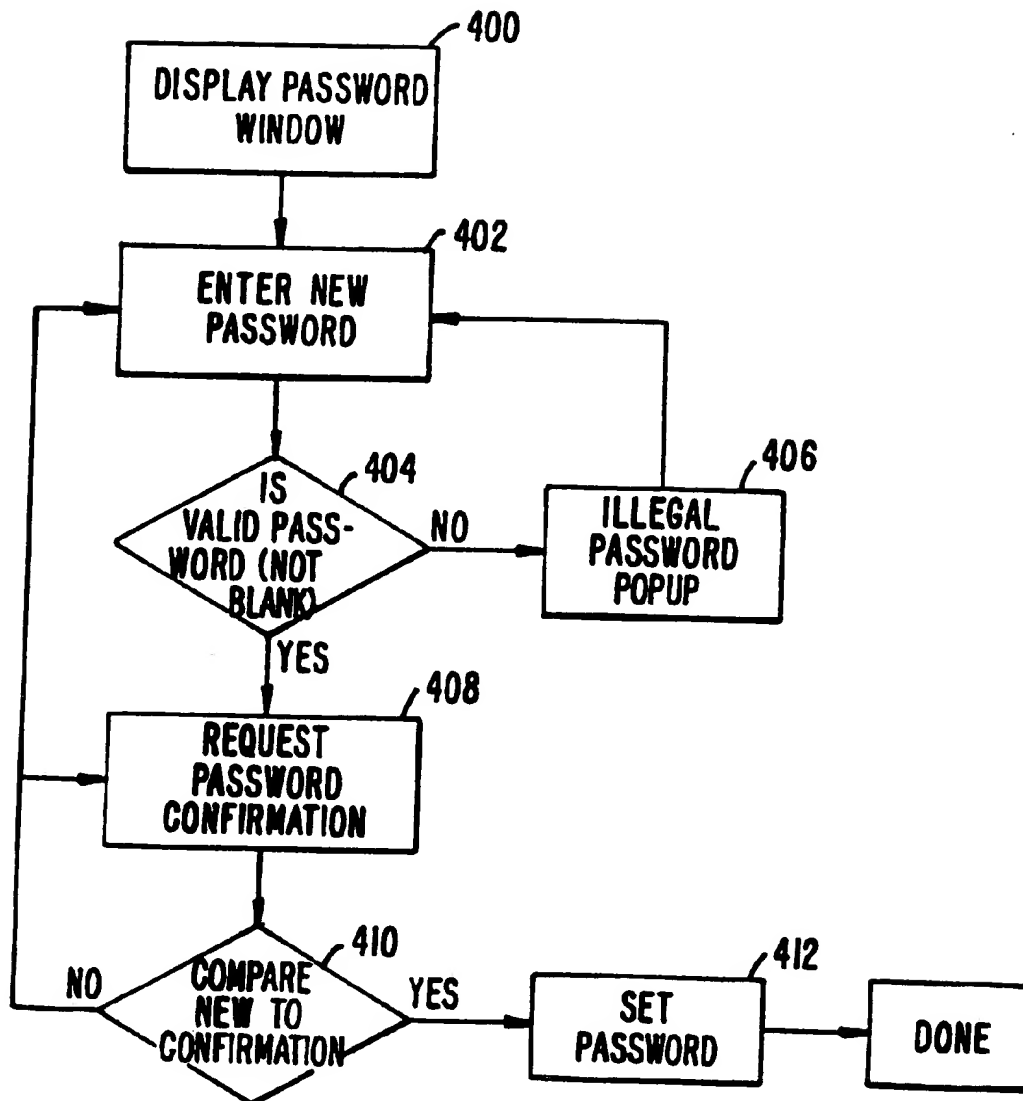 400
DISPLAY PASSWORD
WINDOW
402
ENTER NEW
PASSWORD
404
IS
VALID PASS-
WORD (NOT
BLANK)
NO
406
ILLEGAL
PASSWORD
POPUP
YES
408
REQUEST
PASSWORD
CONFIRMATION
410
NO
COMPARE
NEW TO
CONFIRMATION
YES
412
SET
PASSWORD
DONE